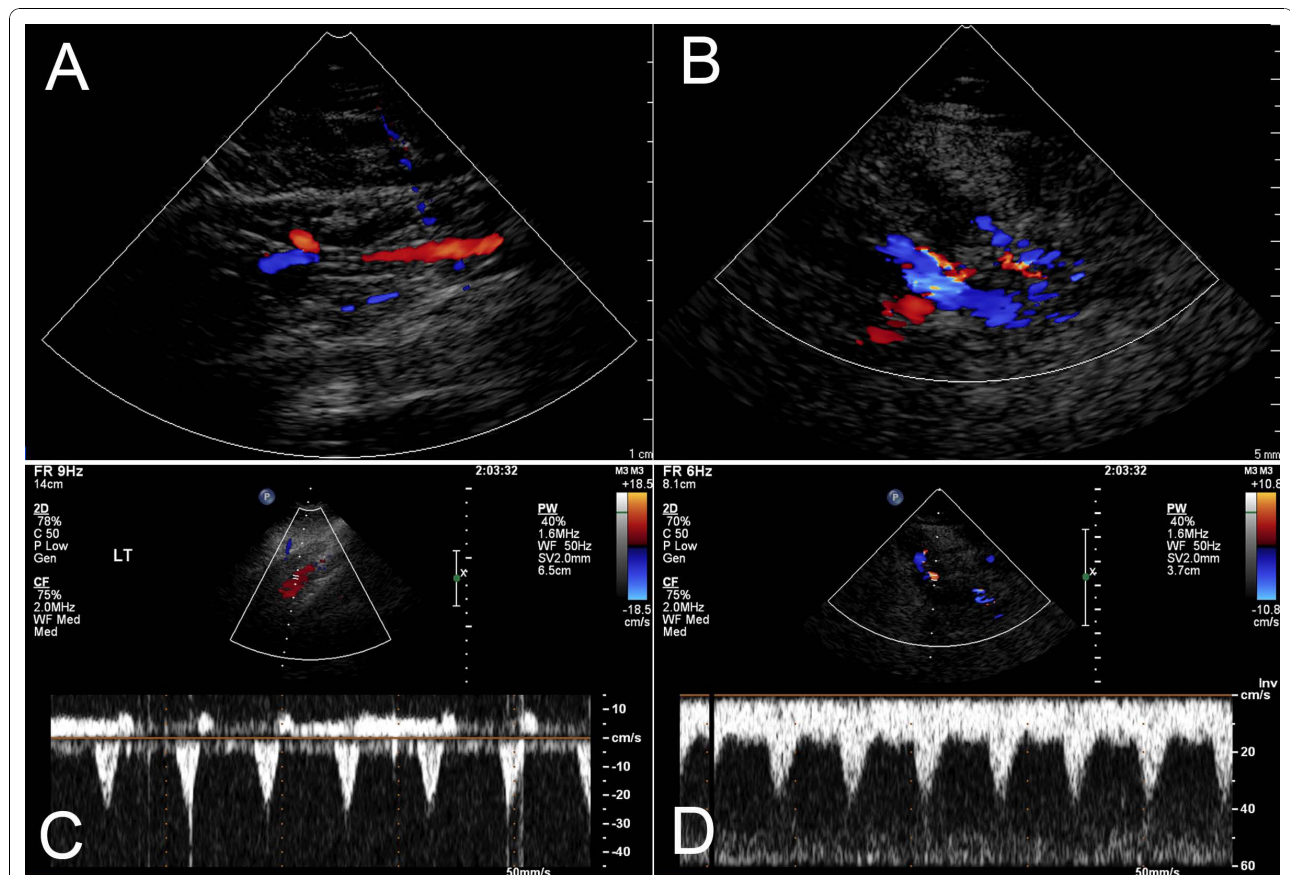 A
B
1 cm
5 mm
FR 9Hz
14cm
2:03:32
M3 M3
+18.5
P
2D
78%
C 50
P Low
Gen
LT
CF
75%
2.0MHz
WF Med
Med
PW
40%
1.6MHz
WF 50Hz
SV2.0mm
6.5cm
x
-18.5
cm/s
10
cm/s
-10
-20
-30
-40
50mm/s
C
FR 6Hz
8.1cm
2:03:32
M3 M3
+10.8
P
2D
70%
C 50
P Low
Gen
CF
75%
2.0MHz
WF Med
Med
PW
40%
1.6MHz
WF 50Hz
SV2.0mm
3.7cm
x
-10.8
cm/s
Inv
cm/s
20
40
60
50mm/s
D